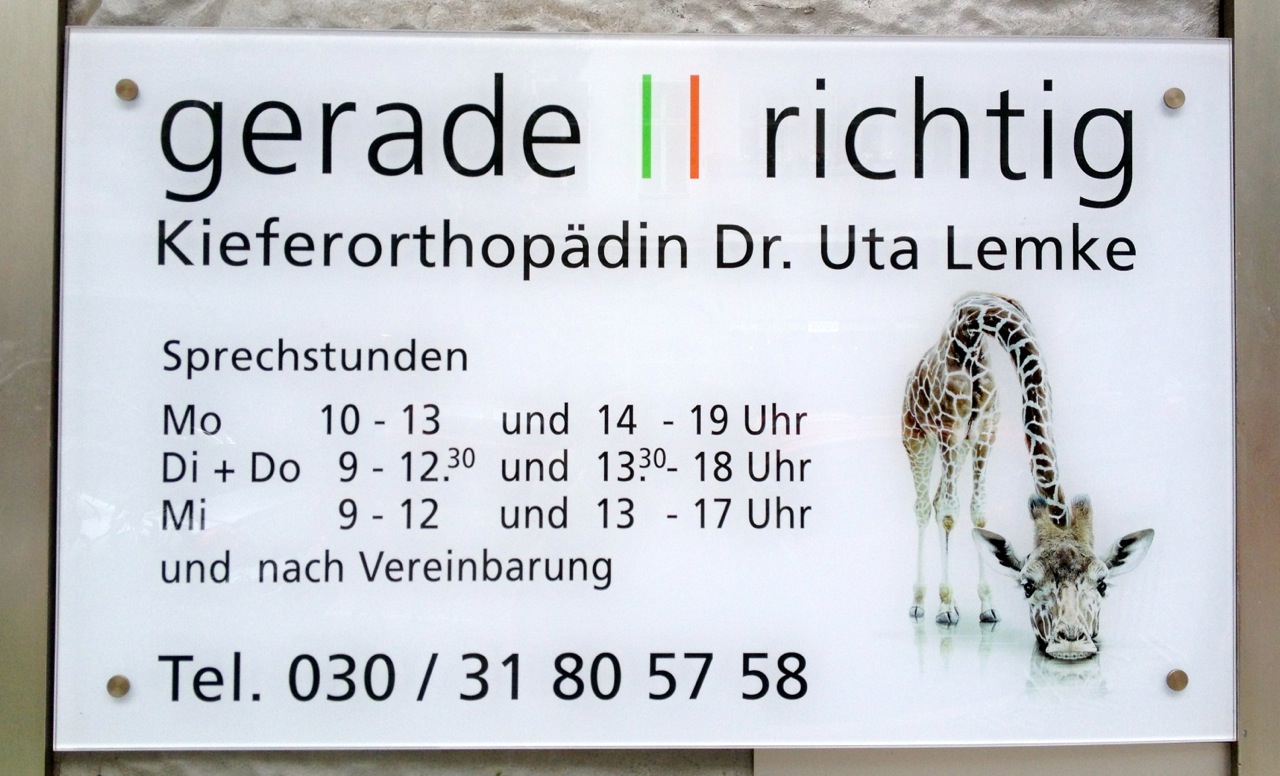 gerade || richtig
Kieferorthopädin Dr. Uta Lemke
Sprechstunden
Mo 10 - 13 und 14 - 19 Uhr
Di + Do 9 - 12.30 und 13.30 - 18 Uhr
Mi 9 - 12 und 13 - 17 Uhr
und nach Vereinbarung
Tel. 030 / 31 80 57 58